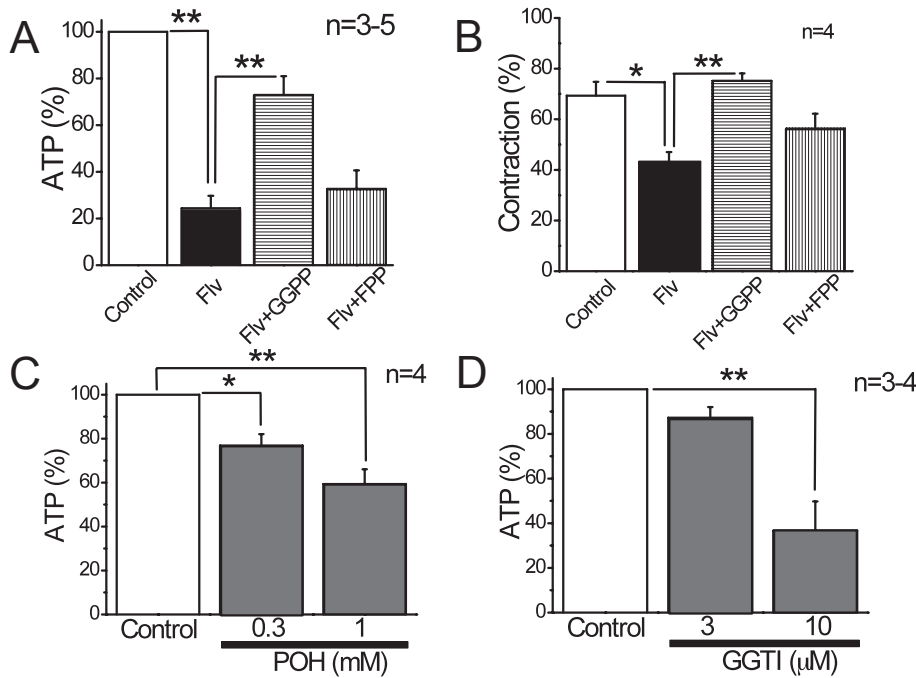 A
n=3-5
ATP (%)
100
80
60
40
20
0
**
**
Control
Flv
Flv+GGPP
Flv+FPP
B
n=4
Contraction (%)
100
80
60
40
20
0
*
**
Control
Flv
Flv+GGPP
Flv+FPP
C
n=4
ATP (%)
100
80
60
40
20
0
**
*
Control
0.3
1
POH (mM)
D
n=3-4
ATP (%)
100
80
60
40
20
0
**
Control
3
10
GGTI (μM)